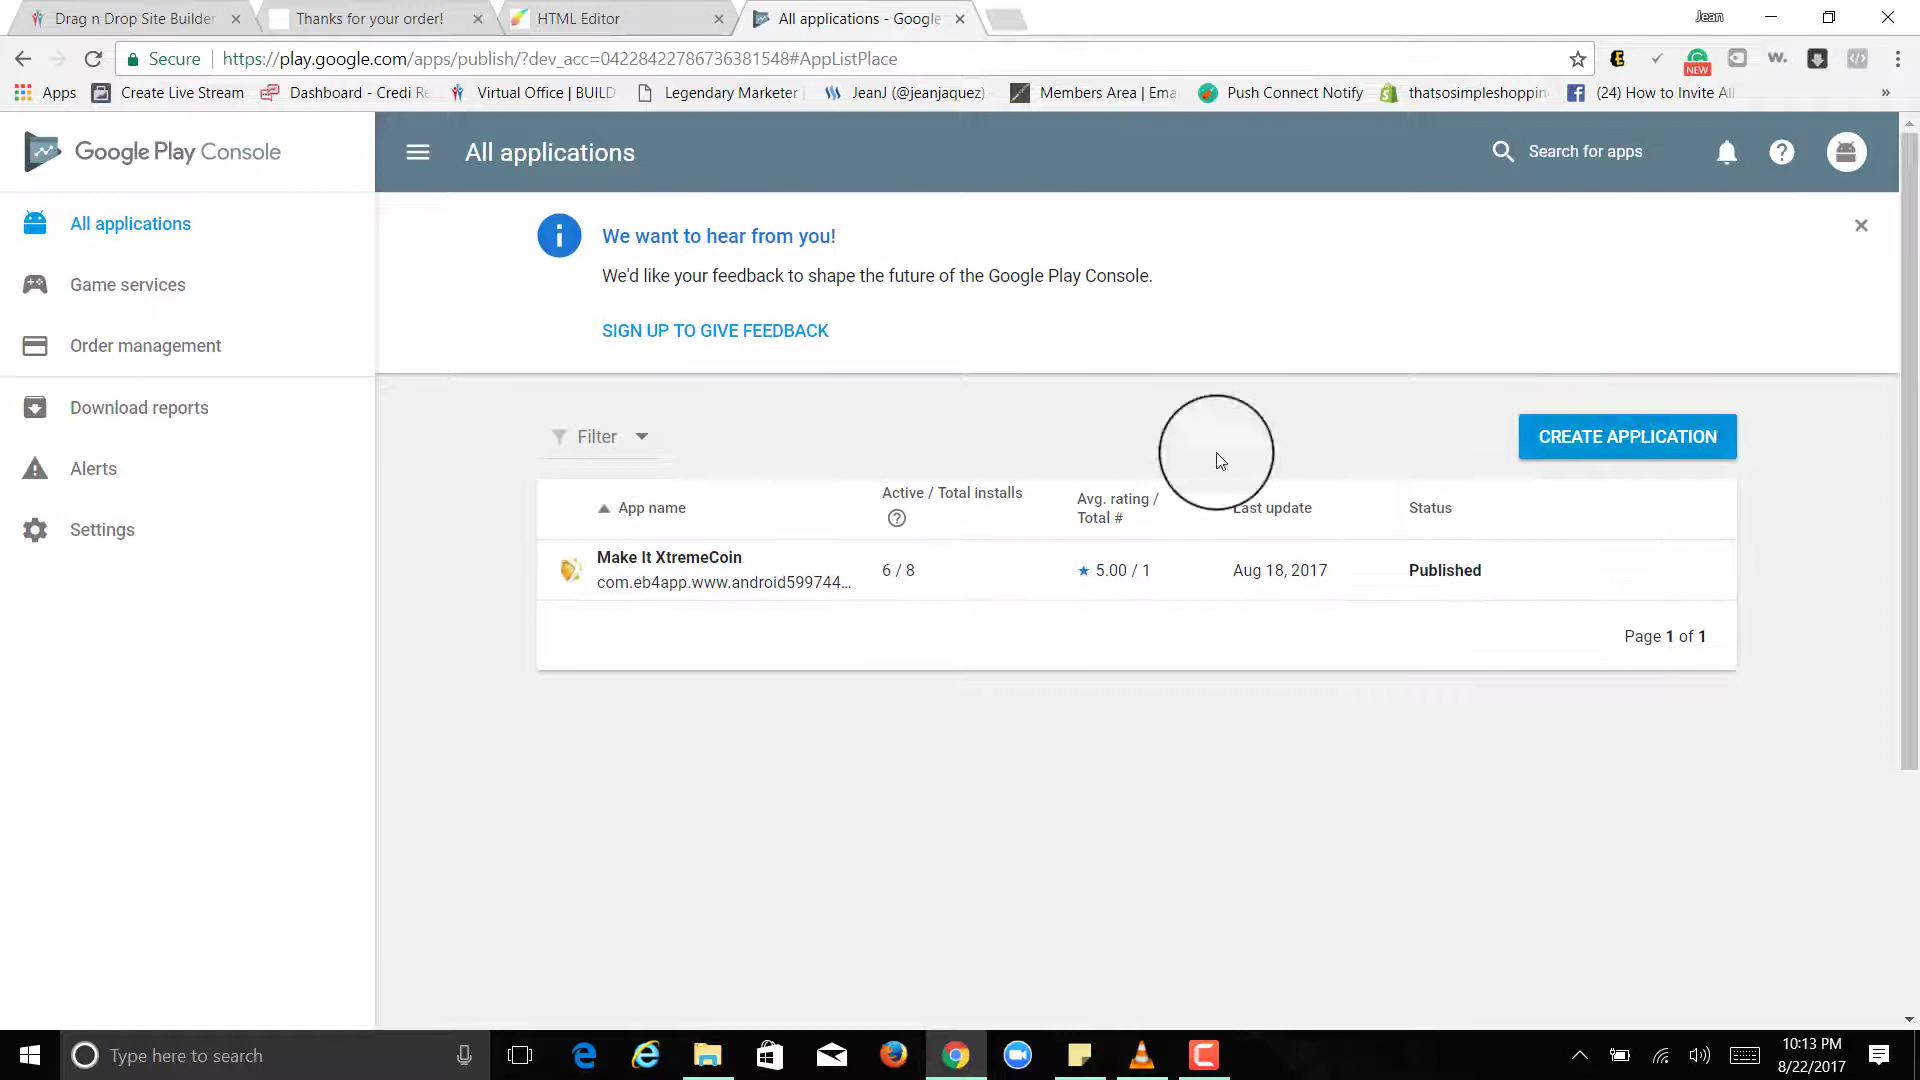 Drag n Drop Site Builder
Thanks for your order!
HTML Editor
All applications - Google
Jean
Secure
https://play.google.com/apps/publish/?dev_acc=04228422786736381548#AppListPlace
NEW
w.
Apps
Create Live Stream
Dashboard - Credi Re
Virtual Office | BUILD
Legendary Marketer
JeanJ (@jeanjaquez)
Members Area | Ema
Push Connect Notify
thatsosimpleshoppin
(24) How to Invite All
»
Google Play Console
All applications
Search for apps
All applications
Game services
Order management
Download reports
Alerts
Settings
We want to hear from you!
We'd like your feedback to shape the future of the Google Play Console.
SIGN UP TO GIVE FEEDBACK
Filter
CREATE APPLICATION
App name
Active / Total installs
Avg. rating /
Total #
Last update
Status
Make It XtremeCoin
com.eb4app.www.android599744...
6 / 8
★ 5.00 / 1
Aug 18, 2017
Published
Page 1 of 1
Type here to search
10:13 PM
8/22/2017